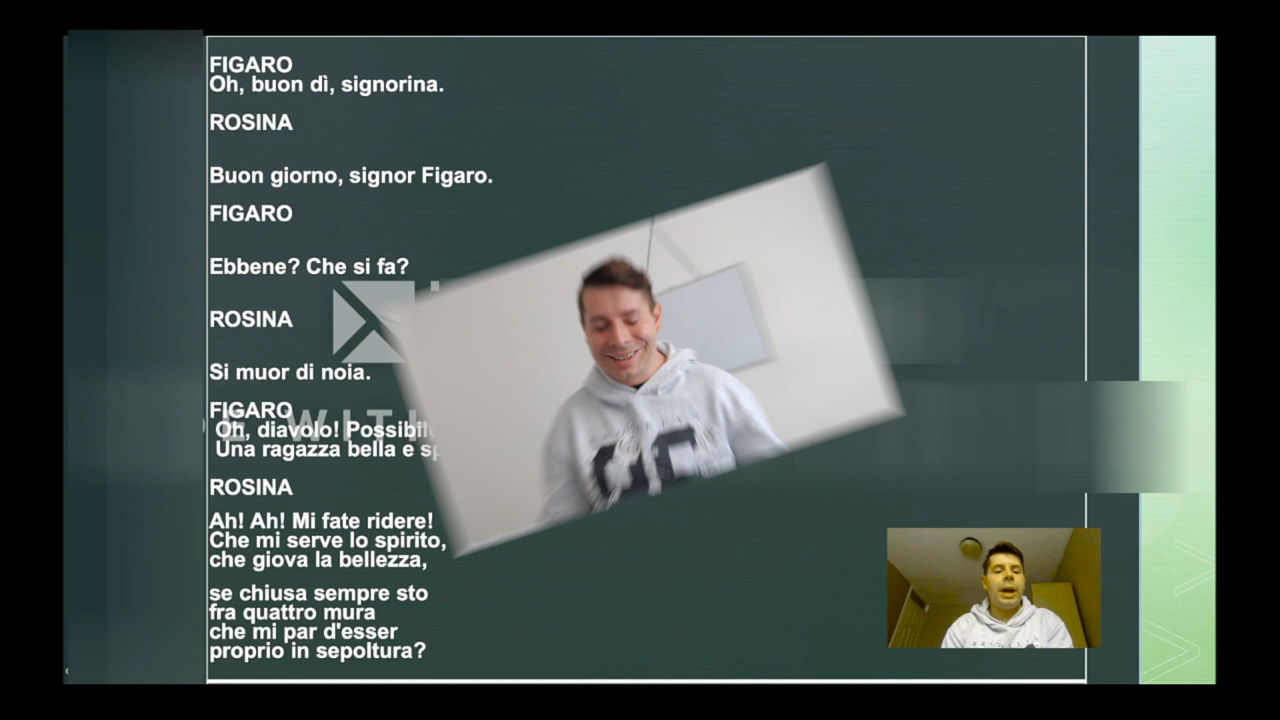 FIGARO
Oh, buon dì, signorina.
ROSINA
Buon giorno, signor Figaro.
FIGARO
Ebbene? Che si fa?
ROSINA
Si muor di noia.
FIGARO
Oh, diavolo!
Una ragazza bella e
ROSINA
Ah! Ah! Mi fate ridere!
Che mi serve lo spirito,
che giova la bellezza,
se chiusa sempre sto
fra quattro mura
che mi par d'esser
proprio in sepoltura?